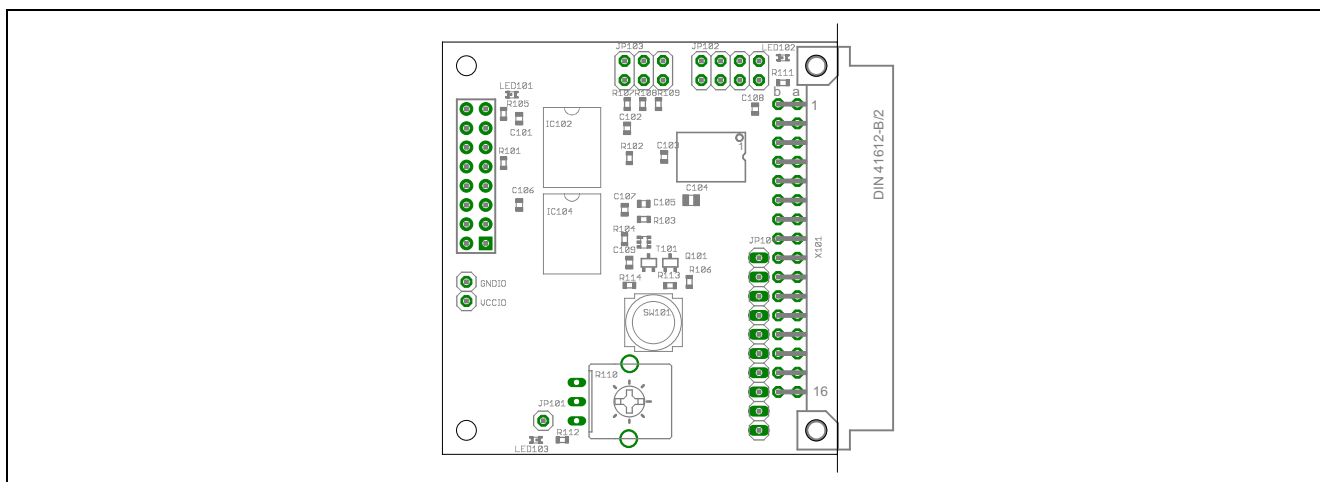 JP103
JP102
LED102
R111
LED101
R107
R108
R109
C108
b
a
1
R105
C101
C102
IC102
R101
R102
C103
1
DIN 41612-B/2
C106
C107
C105
C104
IC104
R103
R104
C109
T101
Q101
R106
JP10
X101
R114
R113
GNDIO
VCCIO
SW101
R110
16
JP101
R112
LED103